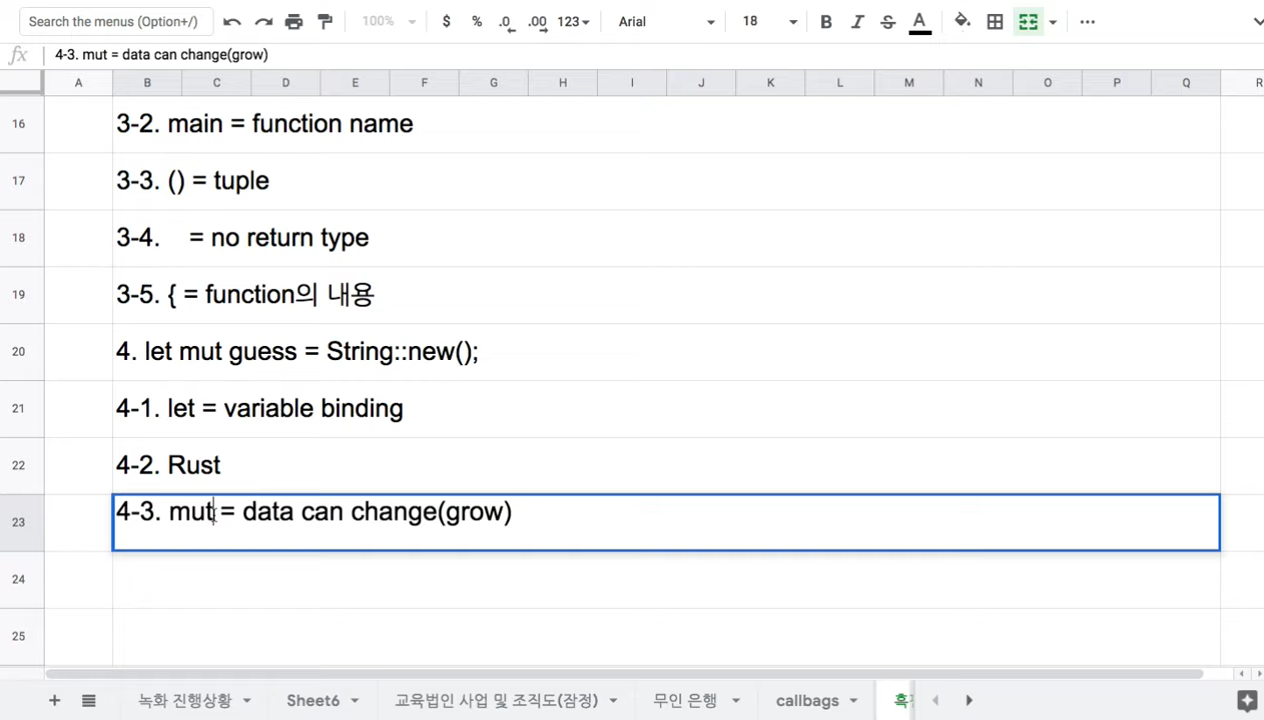 Search the menus (Option+/) 100% $ % .0 .00 123 Arial 18 B I S A
fx 4-3. mut = data can change(grow)
A B C D E F G H I J K L M N O P Q R
16 3-2. main = function name
17 3-3. () = tuple
18 3-4. = no return type
19 3-5. { = function의 내용
20 4. let mut guess = String::new();
21 4-1. let = variable binding
22 4-2. Rust
23 4-3. mut = data can change(grow)
24
25
녹화 진행상황 Sheet6 교육법인 사업 및 조직도(잠정) 무인 은행 callbags